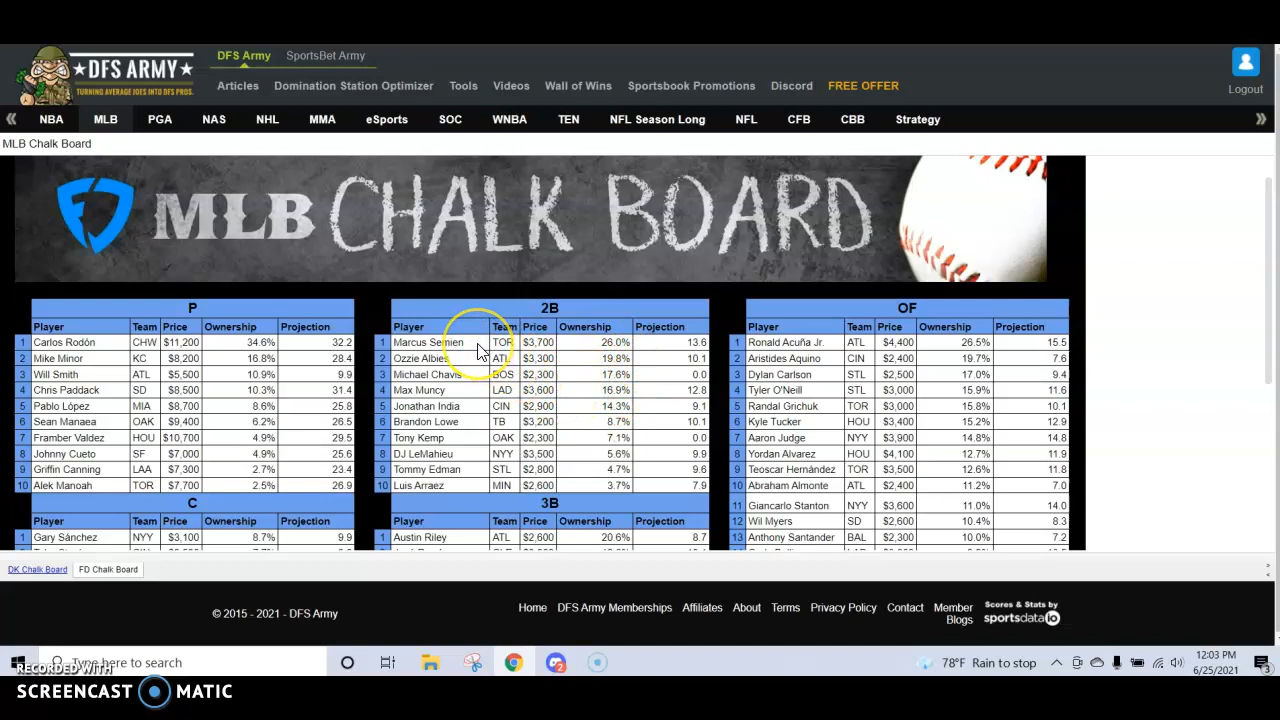 DFS Army SportsBet Army
★DFS ARMY★
TURNING AVERAGE JOES INTO DFS PROS.
Articles Domination Station Optimizer Tools Videos Wall of Wins Sportsbook Promotions Discord FREE OFFER
Logout
« NBA MLB PGA NAS NHL MMA eSports SOC WNBA TEN NFL Season Long NFL CFB CBB Strategy »
MLB Chalk Board
MLB CHALK BOARD
P
Player Team Price Ownership Projection
1 Carlos Rodón CHW $11,200 34.6% 32.2
2 Mike Minor KC $8,200 16.8% 28.4
3 Will Smith ATL $5,500 10.9% 9.9
4 Chris Paddack SD $8,500 10.3% 31.4
5 Pablo López MIA $8,700 8.6% 25.8
6 Sean Manaea OAK $9,400 6.2% 26.5
7 Framber Valdez HOU $10,700 4.9% 29.5
8 Johnny Cueto SF $7,000 4.9% 25.6
9 Griffin Canning LAA $7,300 2.7% 23.4
10 Alek Manoah TOR $7,700 2.5% 26.9
C
Player Team Price Ownership Projection
1 Gary Sánchez NYY $3,100 8.7% 9.9
2B
Player Team Price Ownership Projection
1 Marcus Semien TOR $3,700 26.0% 13.6
2 Ozzie Albies ATL $3,300 19.8% 10.1
3 Michael Chavis BOS $2,300 17.6% 0.0
4 Max Muncy LAD $3,600 16.9% 12.8
5 Jonathan India CIN $2,900 14.3% 9.1
6 Brandon Lowe TB $3,200 8.7% 10.1
7 Tony Kemp OAK $2,300 7.1% 0.0
8 DJ LeMahieu NYY $3,500 5.6% 9.9
9 Tommy Edman STL $2,800 4.7% 9.6
10 Luis Arraez MIN $2,600 3.7% 7.9
3B
Player Team Price Ownership Projection
1 Austin Riley ATL $2,600 20.6% 8.7
OF
Player Team Price Ownership Projection
1 Ronald Acuña Jr. ATL $4,400 26.5% 15.5
2 Aristides Aquino CIN $2,400 19.7% 7.6
3 Dylan Carlson STL $2,500 17.0% 9.4
4 Tyler O'Neill STL $3,000 15.9% 11.6
5 Randal Grichuk TOR $3,000 15.8% 10.1
6 Kyle Tucker HOU $3,400 15.2% 12.9
7 Aaron Judge NYY $3,900 14.8% 14.8
8 Yordan Alvarez HOU $4,100 12.7% 11.9
9 Teoscar Hernández TOR $3,500 12.6% 11.8
10 Abraham Almonte ATL $2,400 11.2% 7.0
11 Giancarlo Stanton NYY $3,600 11.0% 14.0
12 Wil Myers SD $2,600 10.4% 8.3
13 Anthony Santander BAL $2,300 10.0% 7.2
DK Chalk Board FD Chalk Board
© 2015 - 2021 - DFS Army
Home DFS Army Memberships Affiliates About Terms Privacy Policy Contact Member Blogs
Scores & Stats by
sportsdataio
Type here to search
78°F Rain to stop
12:03 PM
6/25/2021
2
3
RECORDED WITH
SCREENCAST MATIC